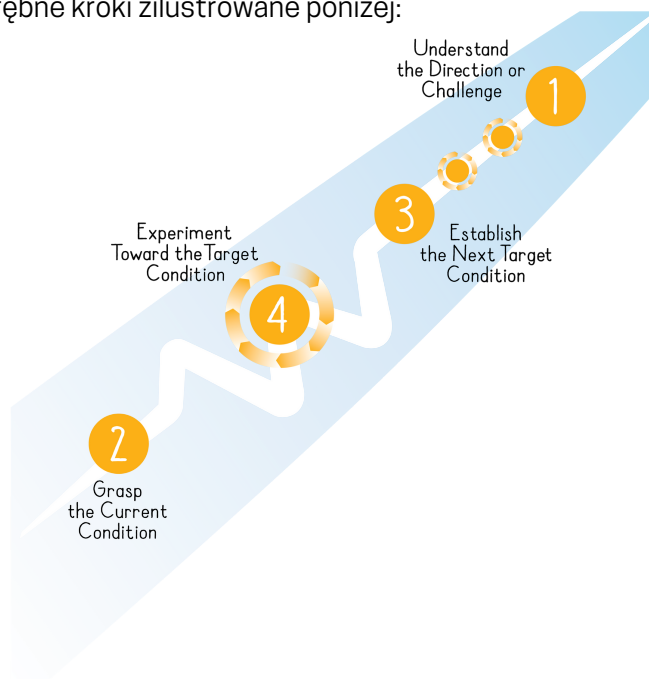 kroki zilustrowane poniżej:
Understand
the Direction or
Challenge
1
3
Establish
the Next Target
Condition
Experiment
Toward the Target
Condition
4
2
Grasp
the Current
Condition